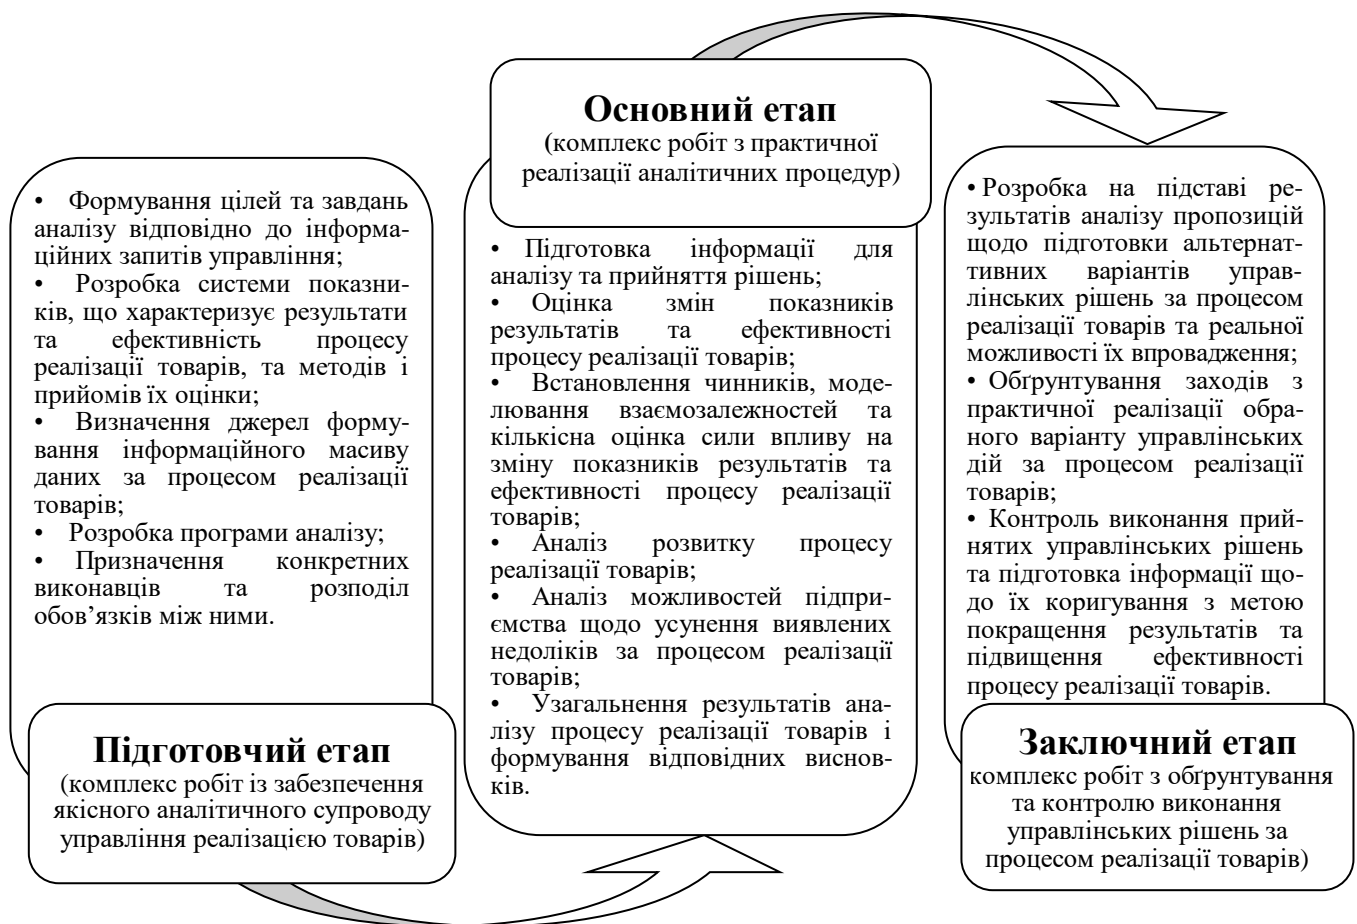 • Формування цілей та завдань
аналізу відповідно до інформа-
ційних запитів управління;
• Розробка системи показни-
ків, що характеризує результати
та ефективність процесу
реалізації товарів, та методів і
прийомів їх оцінки;
• Визначення джерел форму-
вання інформаційного масиву
даних за процесом реалізації
товарів;
• Розробка програми аналізу;
• Призначення конкретних
виконавців та розподіл
обов’язків між ними.
Підготовчий етап
(комплекс робіт із забезпечення
якісного аналітичного супроводу
управління реалізацією товарів)
Основний етап
(комплекс робіт з практичної
реалізації аналітичних процедур)
• Підготовка інформації для
аналізу та прийняття рішень;
• Оцінка змін показників
результатів та ефективності
процесу реалізації товарів;
• Встановлення чинників, моде-
лювання взаємозалежностей та
кількісна оцінка сили впливу на
зміну показників результатів та
ефективності процесу реалізації
товарів;
• Аналіз розвитку процесу
реалізації товарів;
• Аналіз можливостей підпри-
ємства щодо усунення виявлених
недоліків за процесом реалізації
товарів;
• Узагальнення результатів ана-
лізу процесу реалізації товарів і
формування відповідних виснов-
ків.
• Розробка на підставі ре-
зультатів аналізу пропозицій
щодо підготовки альтернат-
тивних варіантів управ-
лінських рішень за процесом
реалізації товарів та реальної
можливості їх впровадження;
• Обґрунтування заходів з
практичної реалізації обра-
ного варіанту управлінських
дій за процесом реалізації
товарів;
• Контроль виконання прий-
нятих управлінських рішень
та підготовка інформації що-
до їх коригування з метою
покращення результатів та
підвищення ефективності
процесу реалізації товарів.
Заключний етап
комплекс робіт з обґрунтування
та контролю виконання
управлінських рішень за
процесом реалізації товарів)